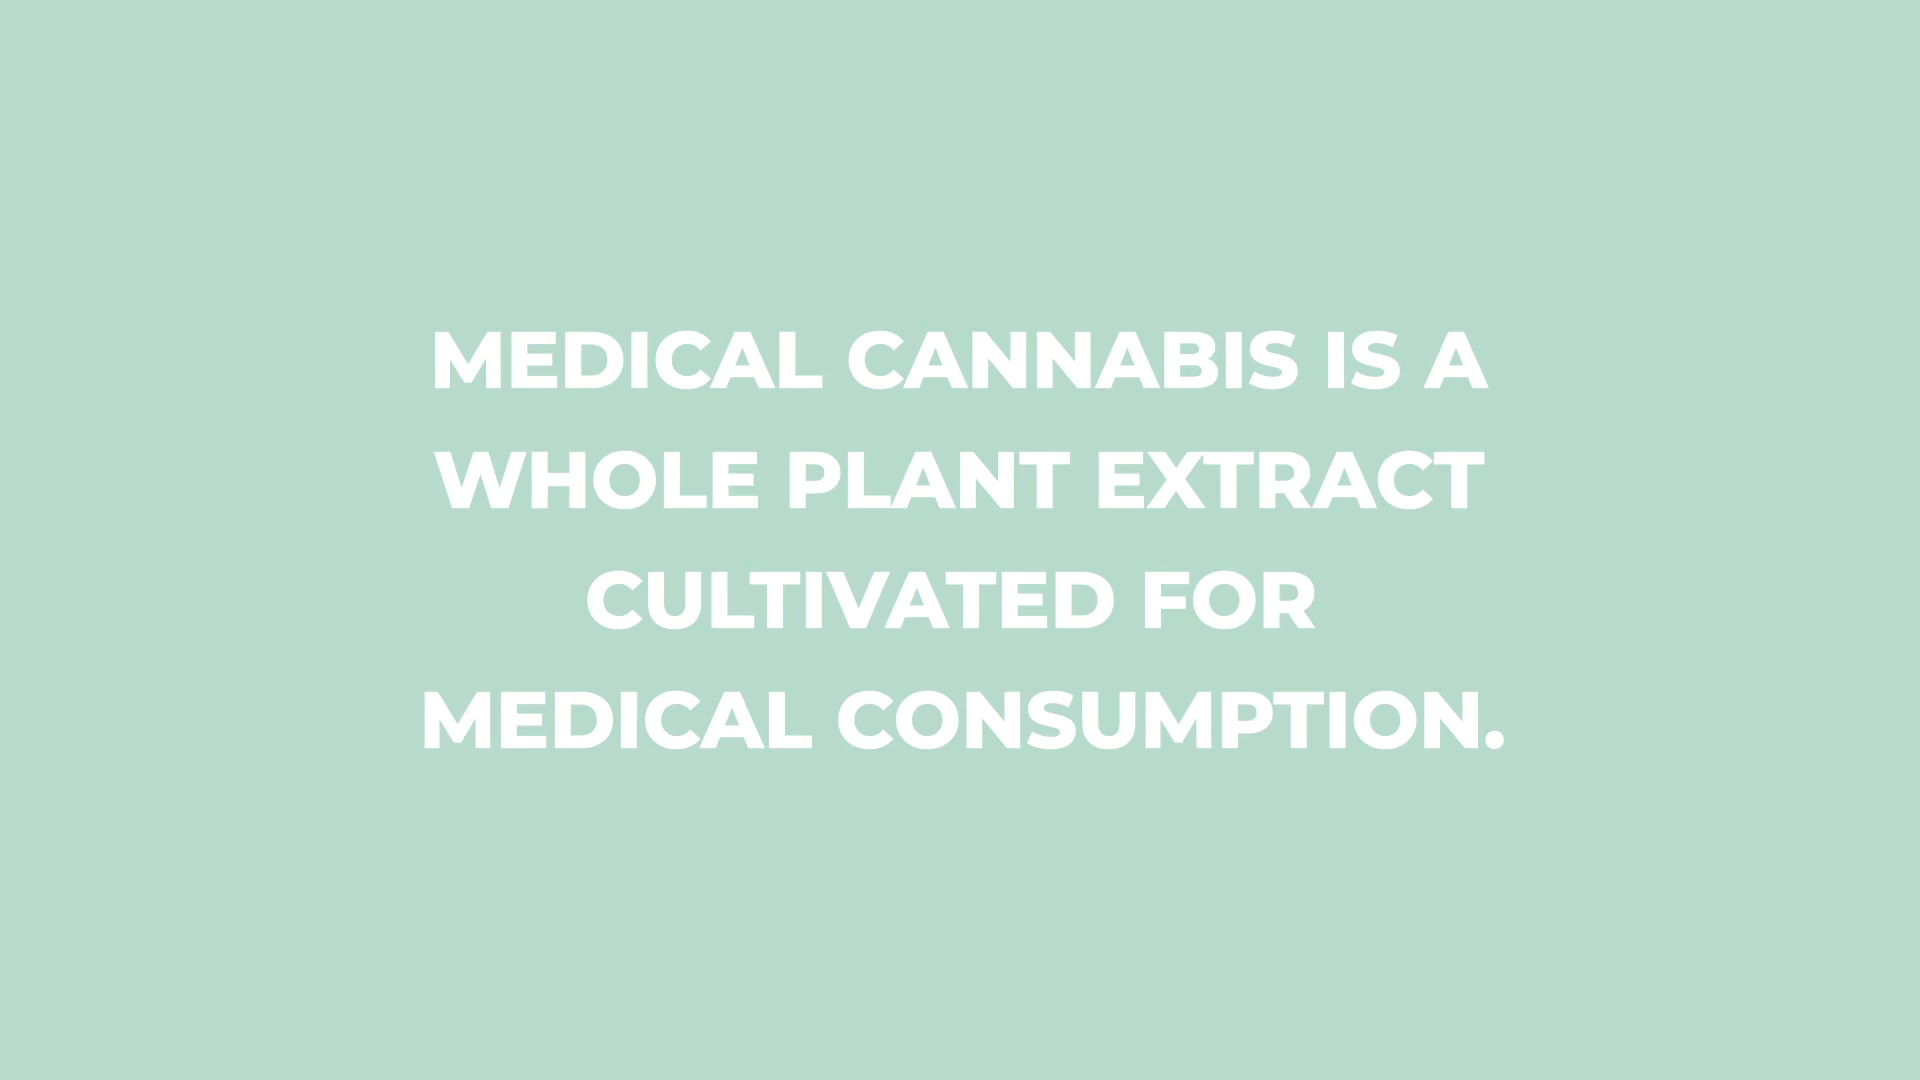 MEDICAL CANNABIS IS A
WHOLE PLANT EXTRACT
CULTIVATED FOR
MEDICAL CONSUMPTION.